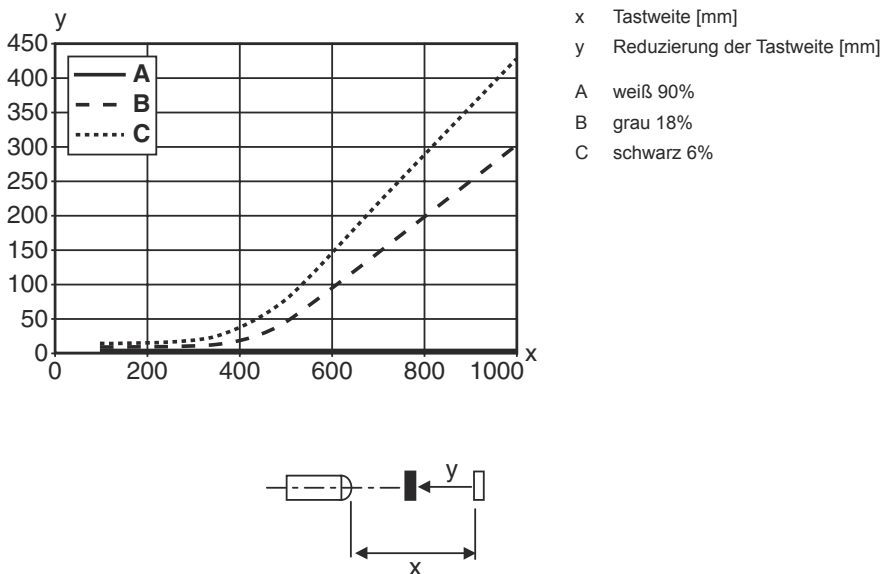 y
450
400
350
300
250
200
150
100
50
0
A
B
C
0 200 400 600 800 1000
x
x Tastweite [mm]
y Reduzierung der Tastweite [mm]
A weiß 90%
B grau 18%
C schwarz 6%
y
x